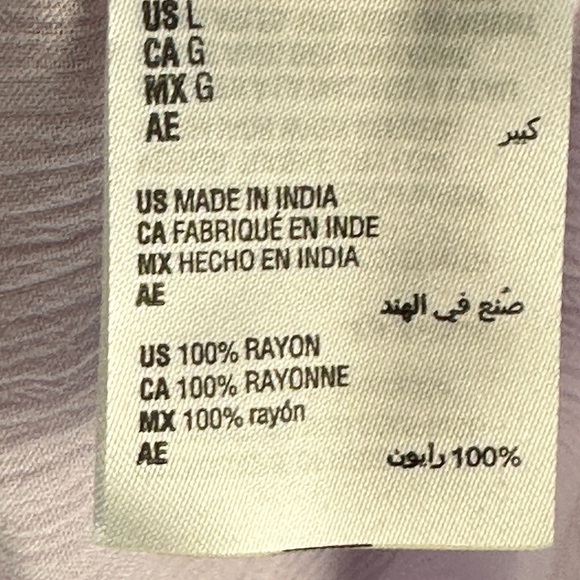 US L
CA G
MX G
AE كبير
US MADE IN INDIA
CA FABRIQUÉ EN INDE
MX HECHO EN INDIA
AE صُنع في الهند
US 100% RAYON
CA 100% RAYONNE
MX 100% rayón
AE 100% رايون